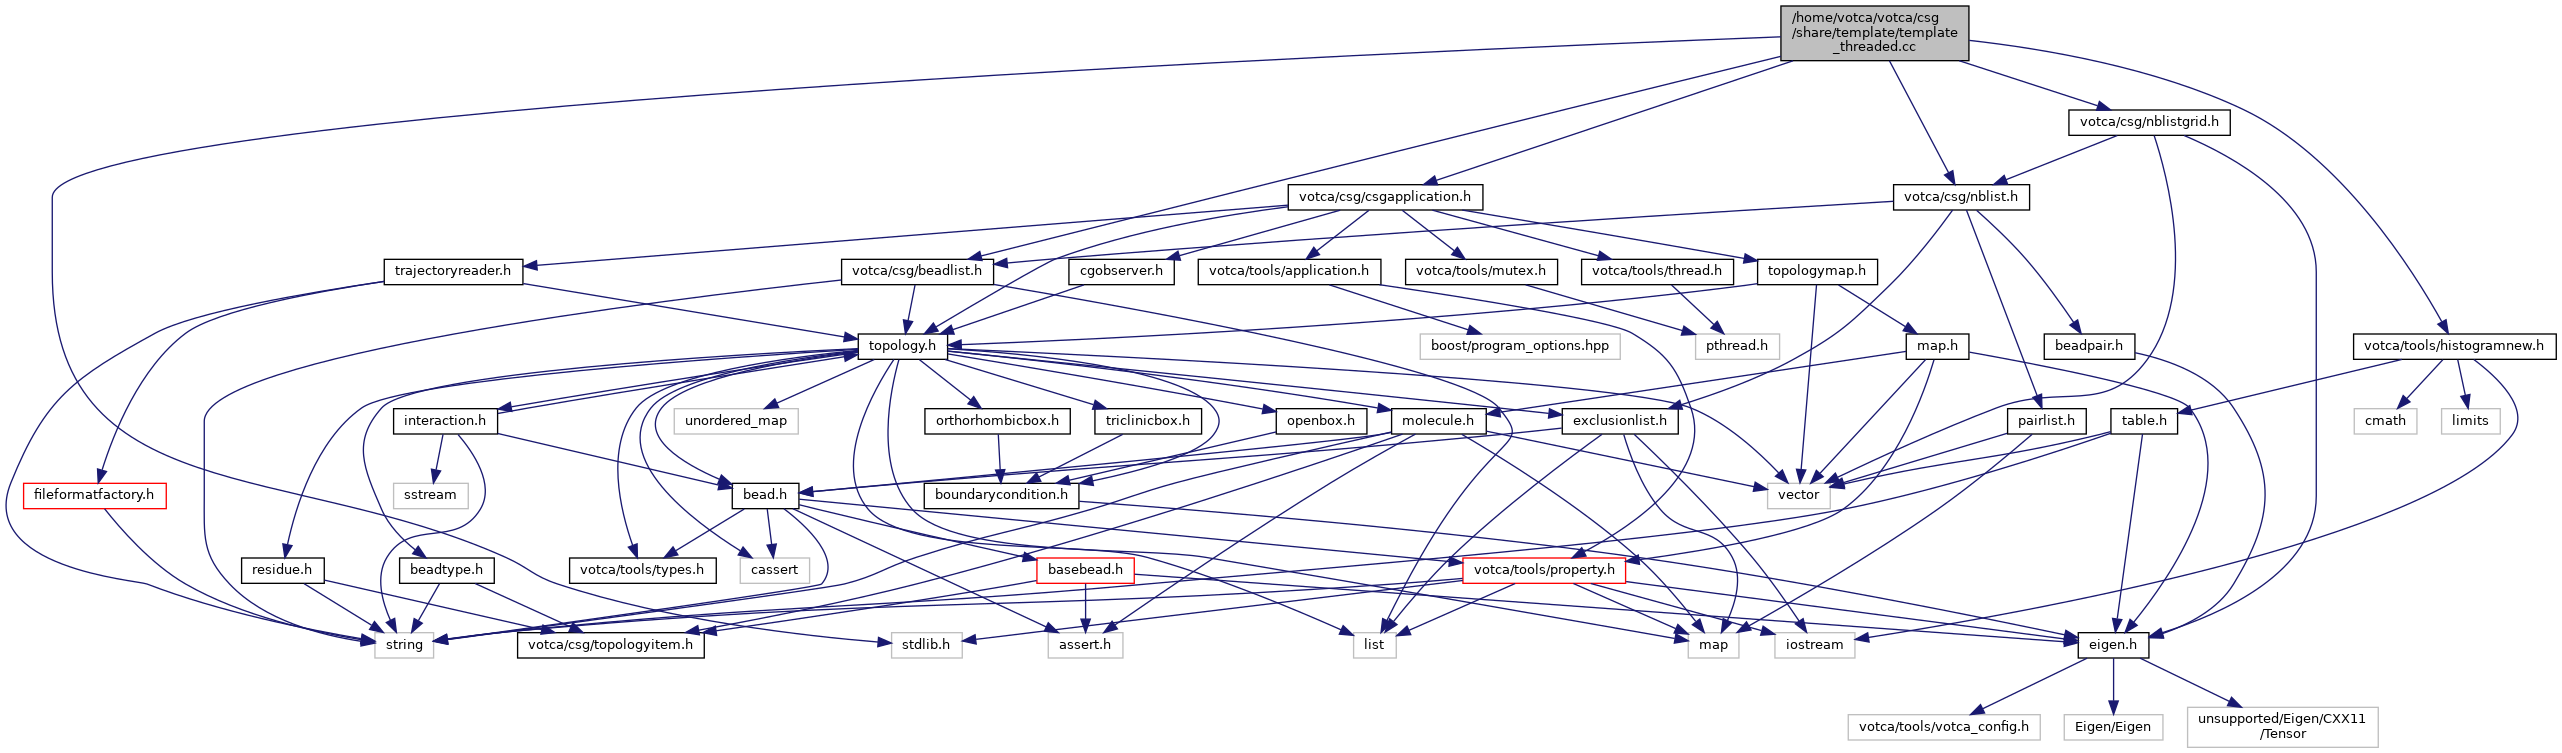 /home/votca/votca/csg
/share/template/template
_threaded.cc
votca/csg/nblistgrid.h
votca/csg/csgapplication.h
votca/csg/nblist.h
trajectoryreader.h
votca/csg/beadlist.h
cgobserver.h
votca/tools/application.h
votca/tools/mutex.h
votca/tools/thread.h
topologymap.h
topology.h
boost/program_options.hpp
pthread.h
map.h
beadpair.h
votca/tools/histogramnew.h
interaction.h
unordered_map
orthorhombicbox.h
triclinicbox.h
openbox.h
molecule.h
exclusionlist.h
pairlist.h
table.h
cmath
limits
fileformatfactory.h
sstream
bead.h
boundarycondition.h
vector
residue.h
beadtype.h
votca/tools/types.h
cassert
basebead.h
votca/tools/property.h
string
votca/csg/topologyitem.h
stdlib.h
assert.h
list
map
iostream
eigen.h
votca/tools/votca_config.h
Eigen/Eigen
unsupported/Eigen/CXX11
/Tensor